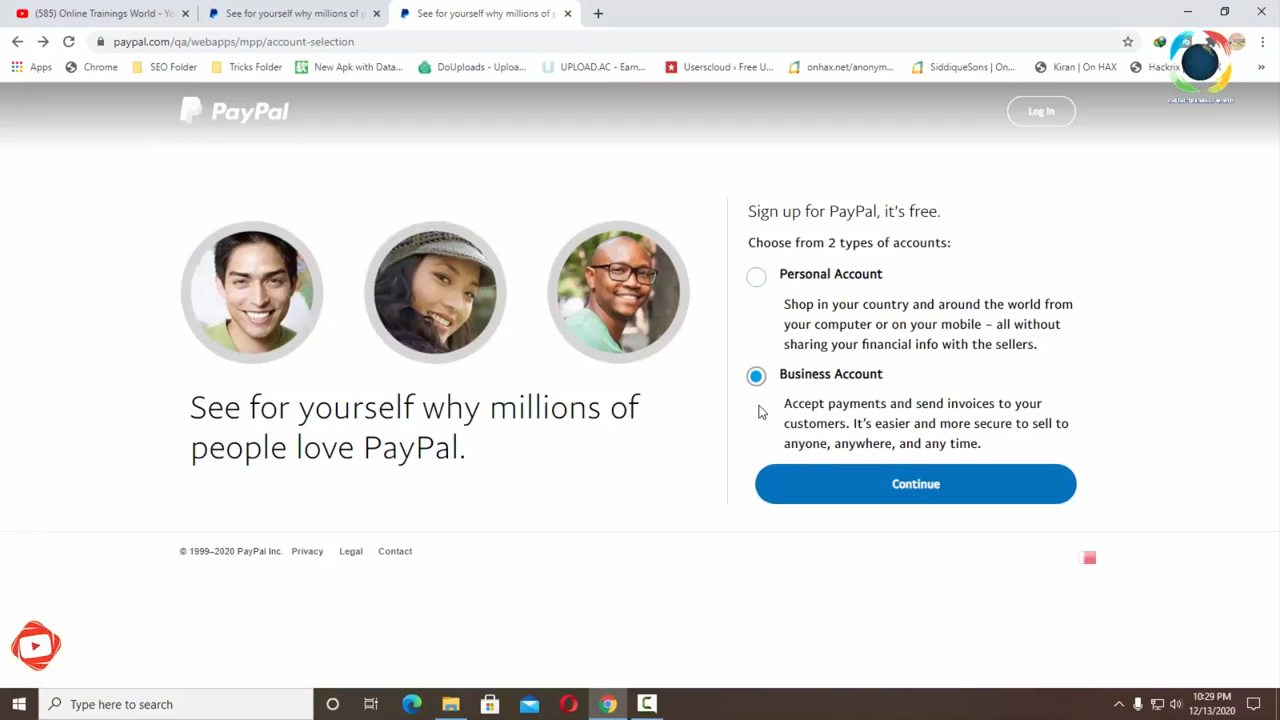 (585) Online Trainings World - Yo
See for yourself why millions of p
See for yourself why millions of p
paypal.com/qa/webapps/mpp/account-selection
Apps
Chrome
SEO Folder
Tricks Folder
New Apk with Data...
DoUploads - Uploa...
UPLOAD.AC - Earn...
Userscloud › Free U...
onhax.net/anonym...
SiddiqueSons | On...
Kiran | On HAX
Hackrix
»
ONLINE TRAININGS WORLD
PayPal
Log In
Sign up for PayPal, it's free.
Choose from 2 types of accounts:
Personal Account
Shop in your country and around the world from
your computer or on your mobile – all without
sharing your financial info with the sellers.
Business Account
Accept payments and send invoices to your
customers. It's easier and more secure to sell to
anyone, anywhere, and any time.
Continue
See for yourself why millions of
people love PayPal.
© 1999–2020 PayPal Inc. Privacy Legal Contact
Type here to search
10:29 PM
12/13/2020